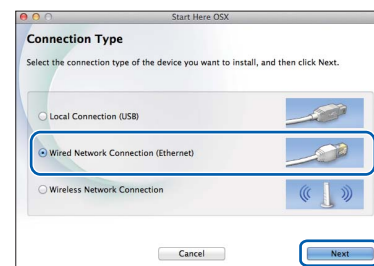 Start Here OSX
Connection Type
Select the connection type of the device you want to install, and then click Next.
Local Connection (USB)
Wired Network Connection (Ethernet)
Wireless Network Connection
Cancel
Next